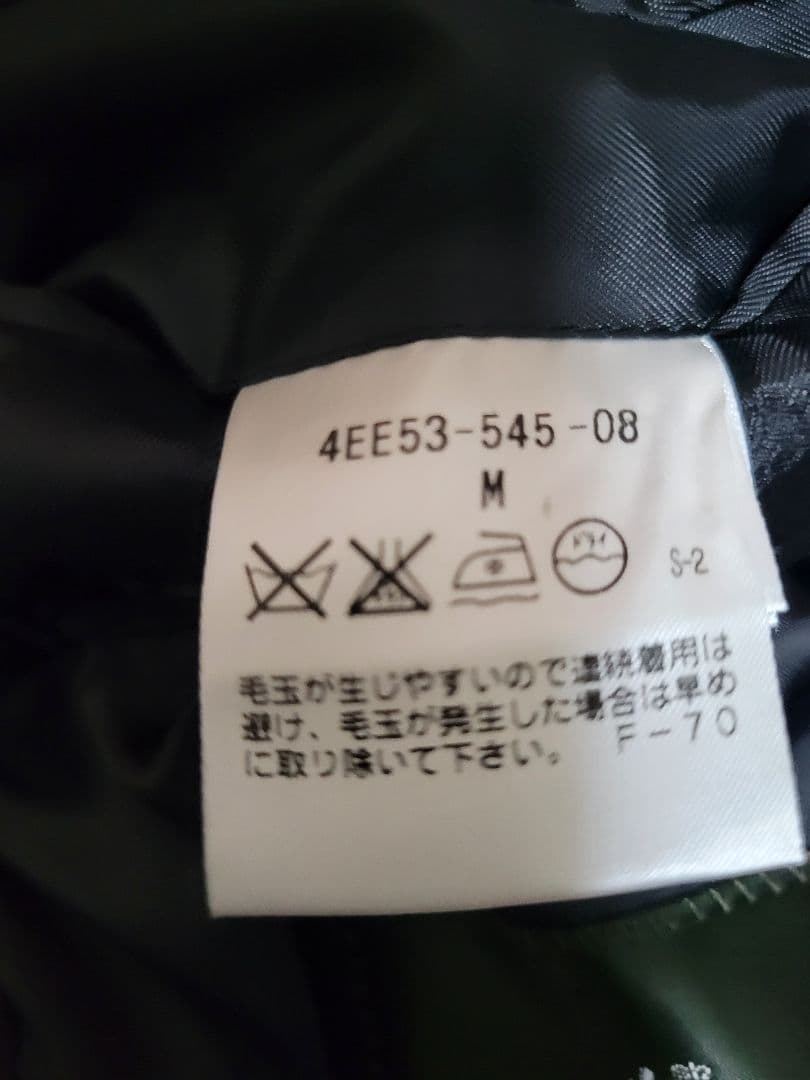 4EE53-545-08
M
ドライ
S-2
毛玉が生じやすいので連続着用は
避け、毛玉が発生した場合は早め
に取り除いて下さい。 F-70